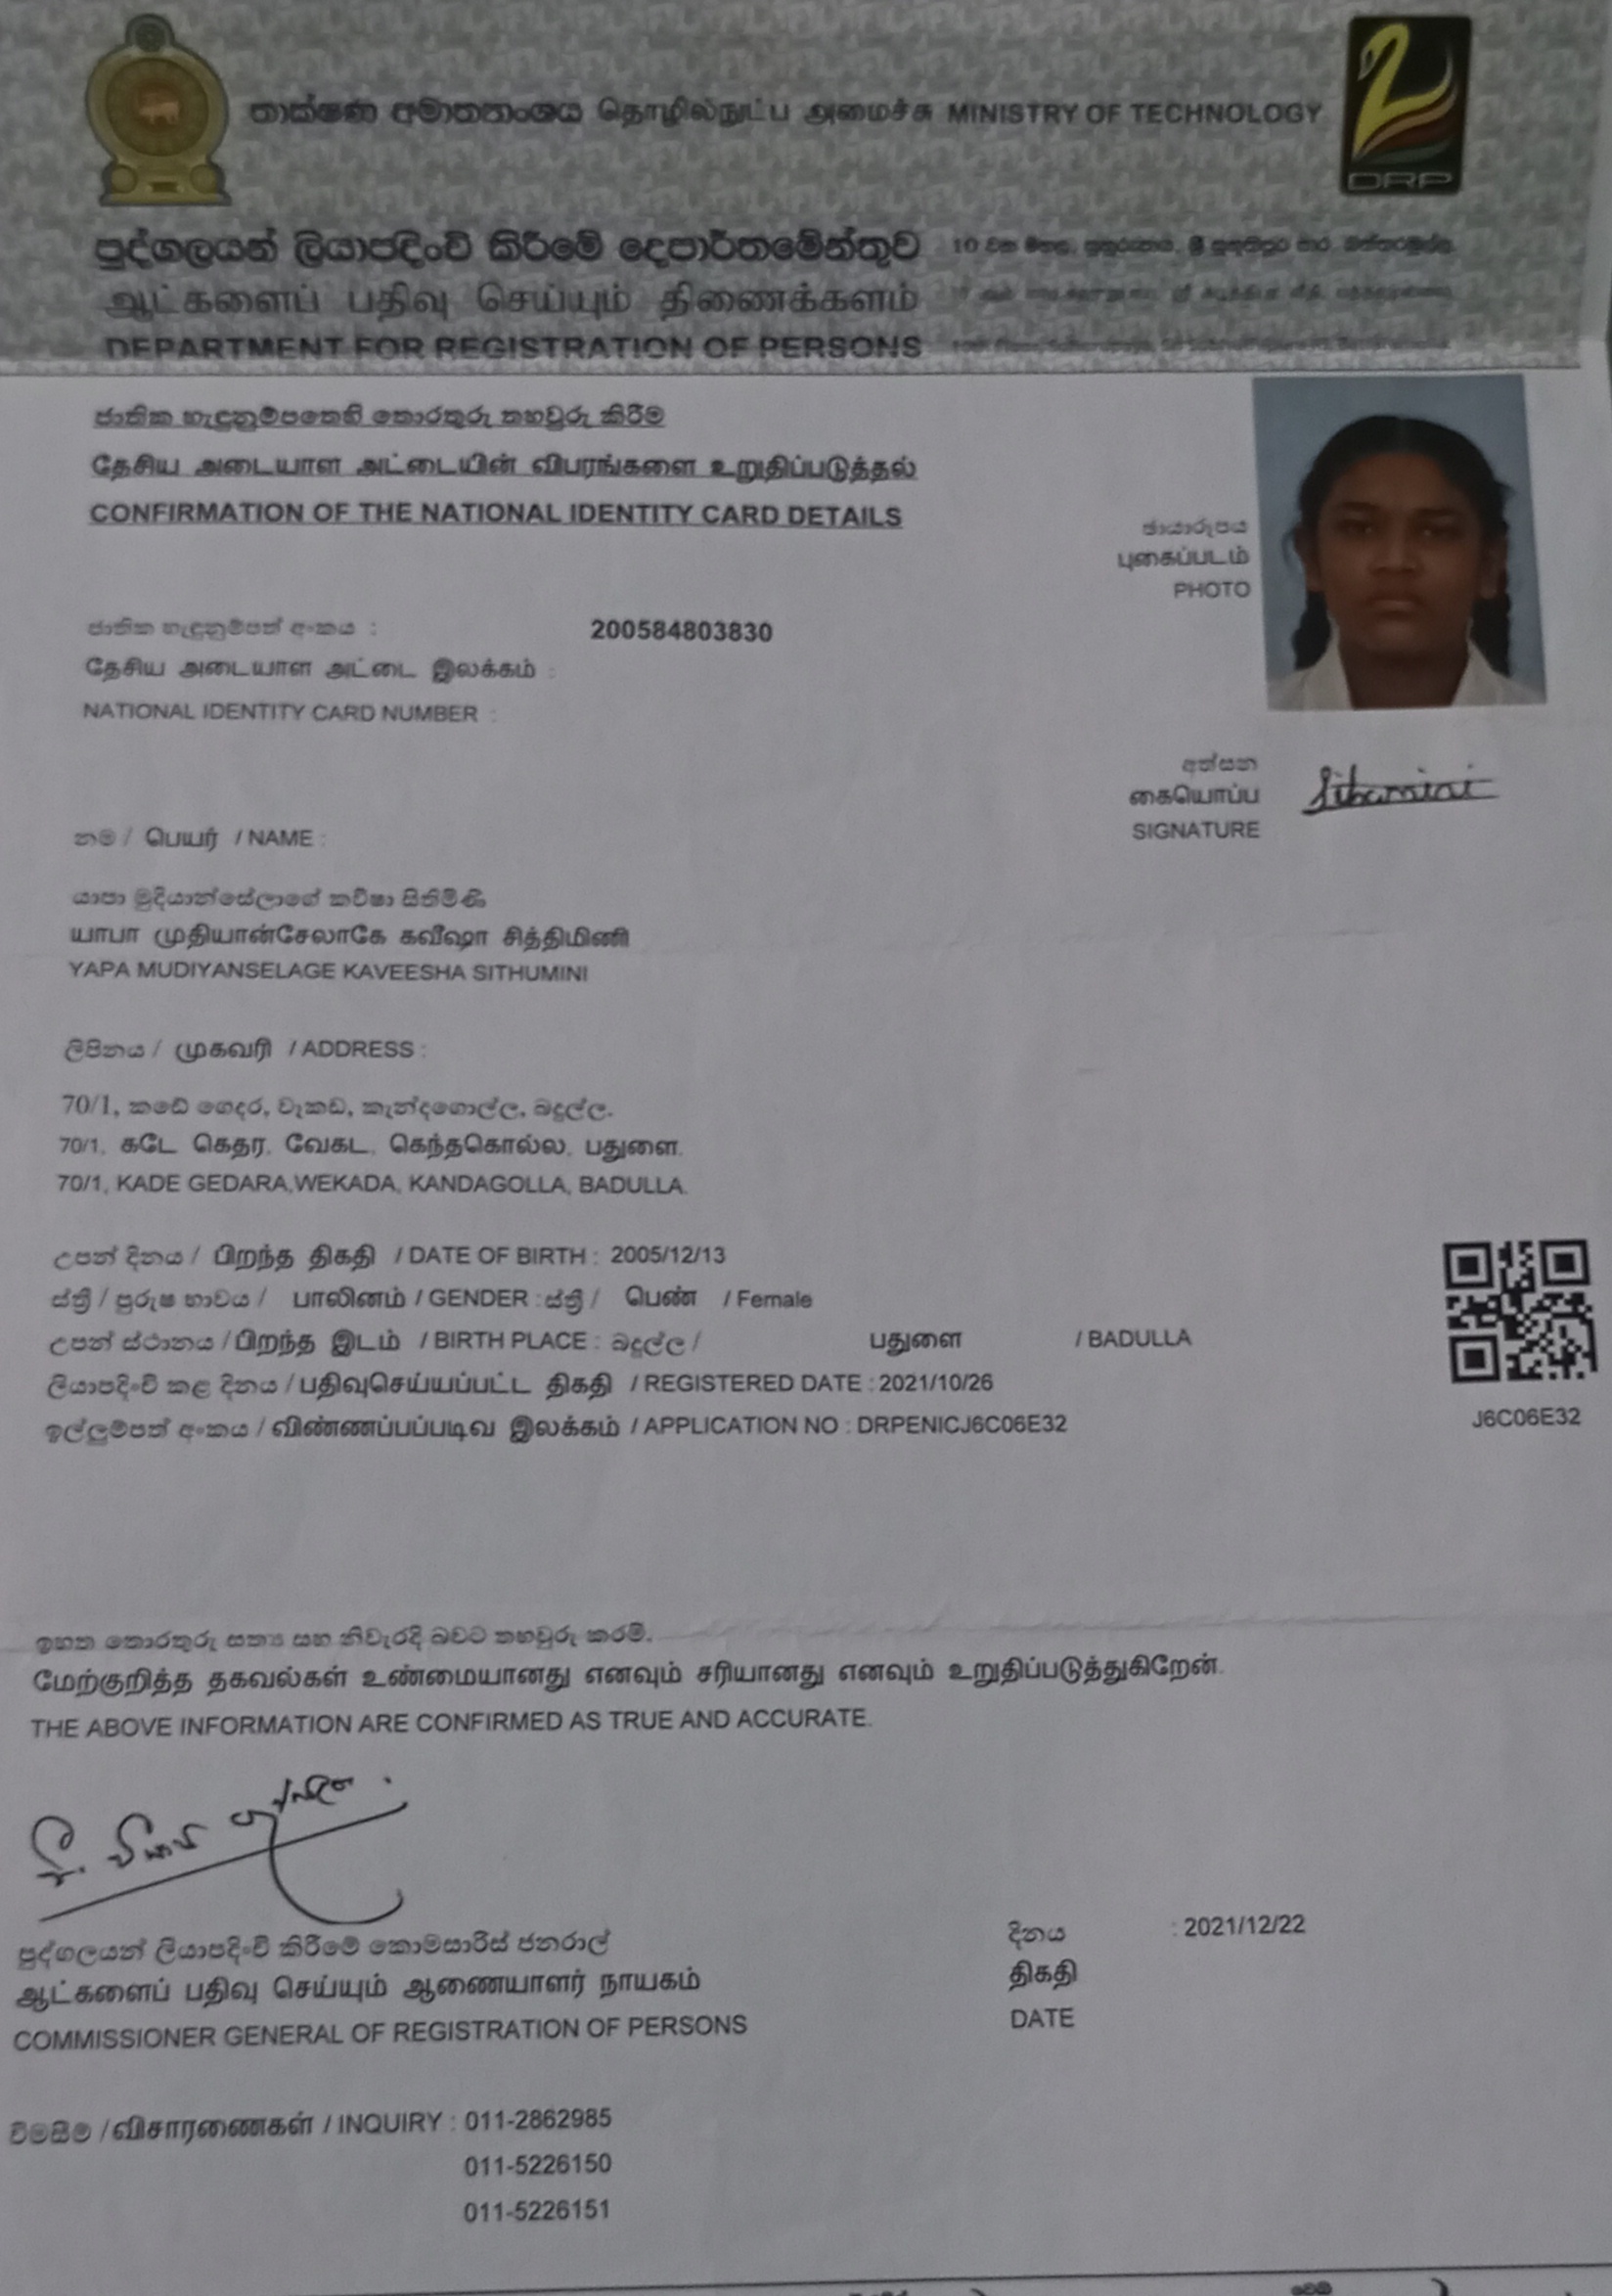 තාක්ෂණ අමාත්‍යාංශය தொழில்நுட்ப அமைச்சு MINISTRY OF TECHNOLOGY
DRP
පුද්ගලයන් ලියාපදිංචි කිරීමේ දෙපාර්තමේන්තුව
ஆட்களைப் பதிவு செய்யும் திணைக்களம்
DEPARTMENT FOR REGISTRATION OF PERSONS
ජාතික හැඳුනුම්පතෙහි තොරතුරු තහවුරු කිරීම
தேசிய அடையாள அட்டையின் விபரங்களை உறுதிப்படுத்தல்
CONFIRMATION OF THE NATIONAL IDENTITY CARD DETAILS
ඡායාරූපය
புகைப்படம்
PHOTO
ජාතික හැඳුනුම්පත් අංකය : 200584803830
தேசிய அடையாள அட்டை இலக்கம் :
NATIONAL IDENTITY CARD NUMBER :
අත්සන
கையொப்ப
SIGNATURE
නම / பெயர் / NAME :
යාපා මුදියාන්සේලාගේ කවීෂා සිතිමිණි
யாபா முதியான்சேலாகே கவீஷா சித்திமிணி
YAPA MUDIYANSELAGE KAVEESHA SITHUMINI
ලිපිනය / முகவரி / ADDRESS :
70/1, කඩේ ගෙදර, වෑකඩ, කැන්දගොල්ල, බදුල්ල.
70/1, கடே கெதர, வேகட, கெந்தகொல்ல, பதுளை.
70/1, KADE GEDARA,WEKADA, KANDAGOLLA, BADULLA.
උපන් දිනය / பிறந்த திகதி / DATE OF BIRTH : 2005/12/13
ස්ත්‍රී / පුරුෂ භාවය / பாலினம் / GENDER : ස්ත්‍රී / பெண் / Female
උපන් ස්ථානය / பிறந்த இடம் / BIRTH PLACE : බදුල්ල / பதுளை / BADULLA
ලියාපදිංචි කළ දිනය / பதிவுசெய்யப்பட்ட திகதி / REGISTERED DATE : 2021/10/26
ඉල්ලුම්පත් අංකය / விண்ணப்பப்படிவ இலக்கம் / APPLICATION NO : DRPENICJ6C06E32
J6C06E32
ඉහත තොරතුරු සත්‍ය සහ නිවැරදි බවට තහවුරු කරමි.
மேற்குறித்த தகவல்கள் உண்மையானது எனவும் சரியானது எனவும் உறுதிப்படுத்துகிறேன்.
THE ABOVE INFORMATION ARE CONFIRMED AS TRUE AND ACCURATE.
පුද්ගලයන් ලියාපදිංචි කිරීමේ කොමසාරිස් ජනරාල්
ஆட்களைப் பதிவு செய்யும் ஆணையாளர் நாயகம்
COMMISSIONER GENERAL OF REGISTRATION OF PERSONS
දිනය : 2021/12/22
திகதி
DATE
විමසීම / விசாரணைகள் / INQUIRY : 011-2862985
011-5226150
011-5226151